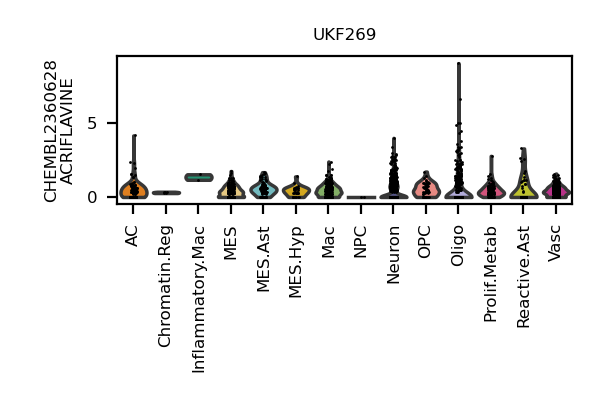 UKF269
CHEMBL2360628
ACRIFLAVINE
5
0
AC
Chromatin.Reg
Inflammatory.Mac
MES
MES.Ast
MES.Hyp
Mac
NPC
Neuron
OPC
Oligo
Prolif.Metab
Reactive.Ast
Vasc